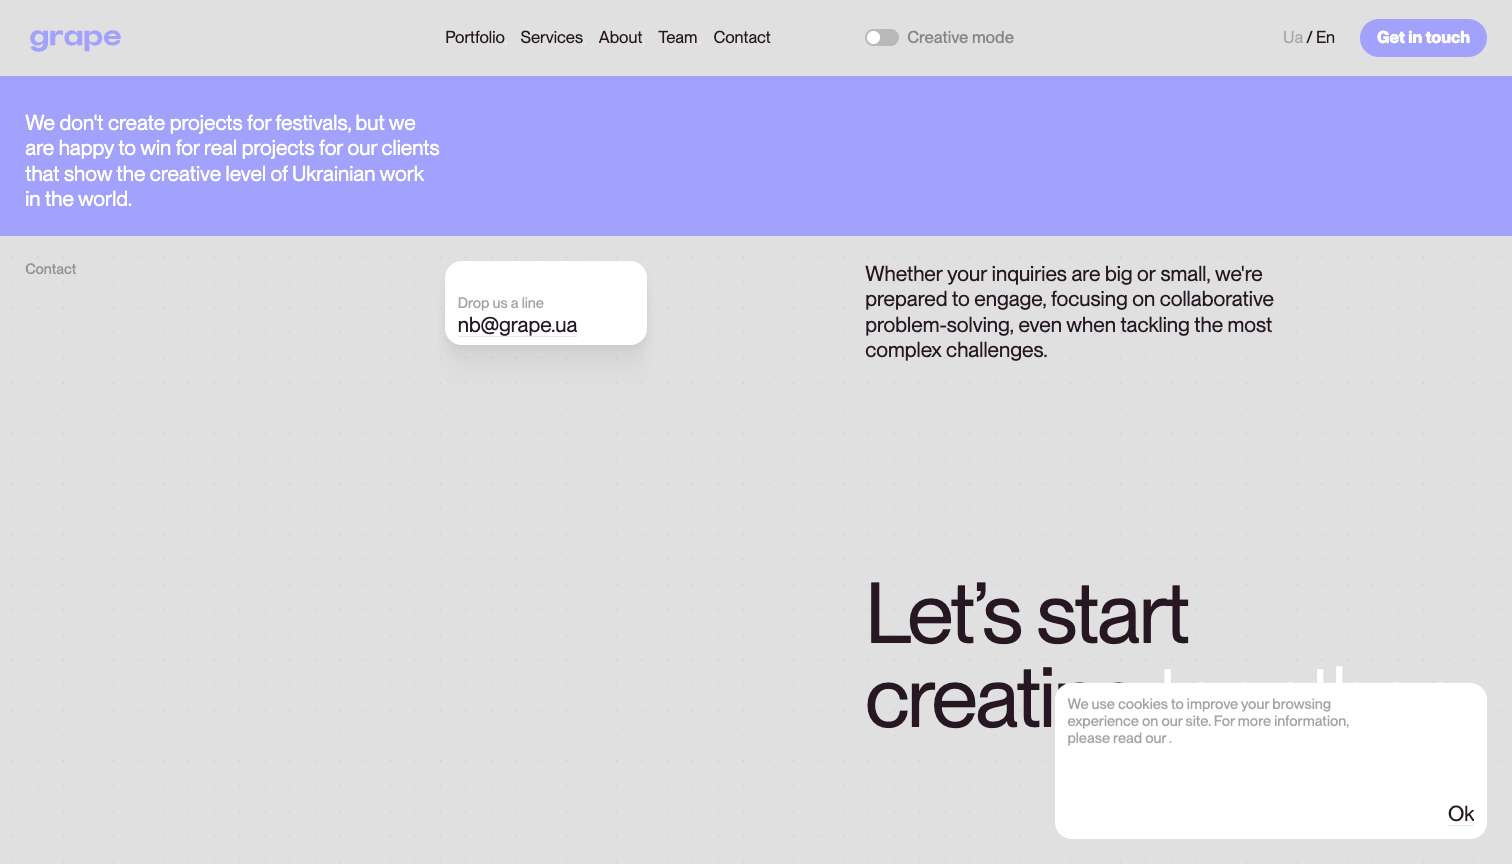 grape
Portfolio Services About Team Contact
Creative mode
Ua / En
Get in touch
We don't create projects for festivals, but we
are happy to win for real projects for our clients
that show the creative level of Ukrainian work
in the world.
Contact
Drop us a line
nb@grape.ua
Whether your inquiries are big or small, we're
prepared to engage, focusing on collaborative
problem-solving, even when tackling the most
complex challenges.
Let’s start
We use cookies to improve your browsing
experience on our site. For more information,
please read our .
Ok